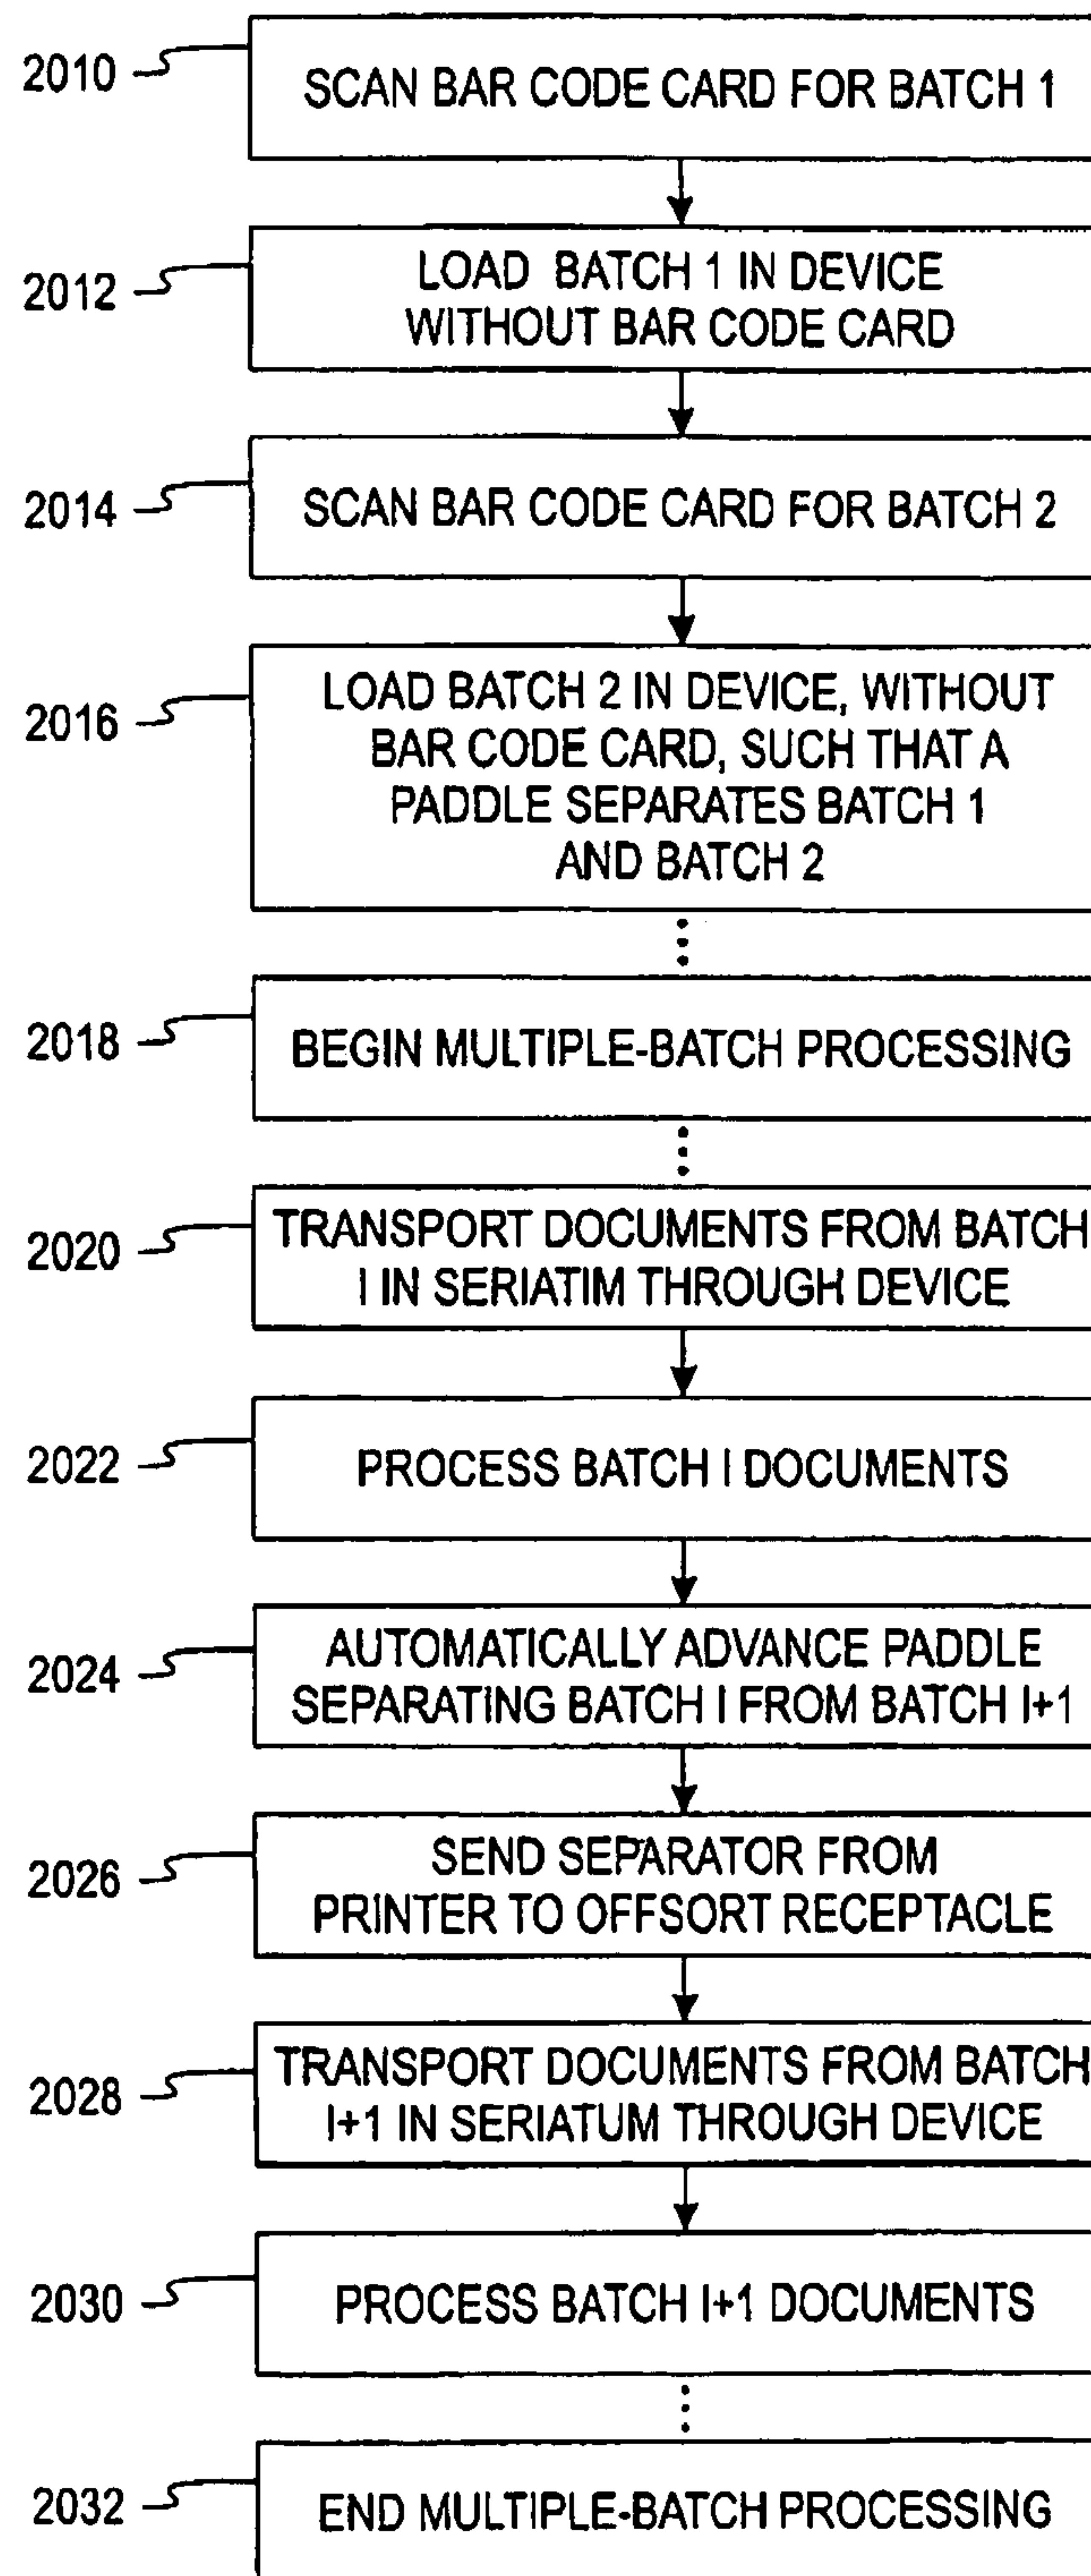 2010
SCAN BAR CODE CARD FOR BATCH 1
2012
LOAD BATCH 1 IN DEVICE
WITHOUT BAR CODE CARD
2014
SCAN BAR CODE CARD FOR BATCH 2
2016
LOAD BATCH 2 IN DEVICE, WITHOUT
BAR CODE CARD, SUCH THAT A
PADDLE SEPARATES BATCH 1
AND BATCH 2
2018
BEGIN MULTIPLE-BATCH PROCESSING
2020
TRANSPORT DOCUMENTS FROM BATCH
I IN SERIATIM THROUGH DEVICE
2022
PROCESS BATCH I DOCUMENTS
2024
AUTOMATICALLY ADVANCE PADDLE
SEPARATING BATCH I FROM BATCH I+1
2026
SEND SEPARATOR FROM
PRINTER TO OFFSORT RECEPTACLE
2028
TRANSPORT DOCUMENTS FROM BATCH
I+1 IN SERIATUM THROUGH DEVICE
2030
PROCESS BATCH I+1 DOCUMENTS
2032
END MULTIPLE-BATCH PROCESSING